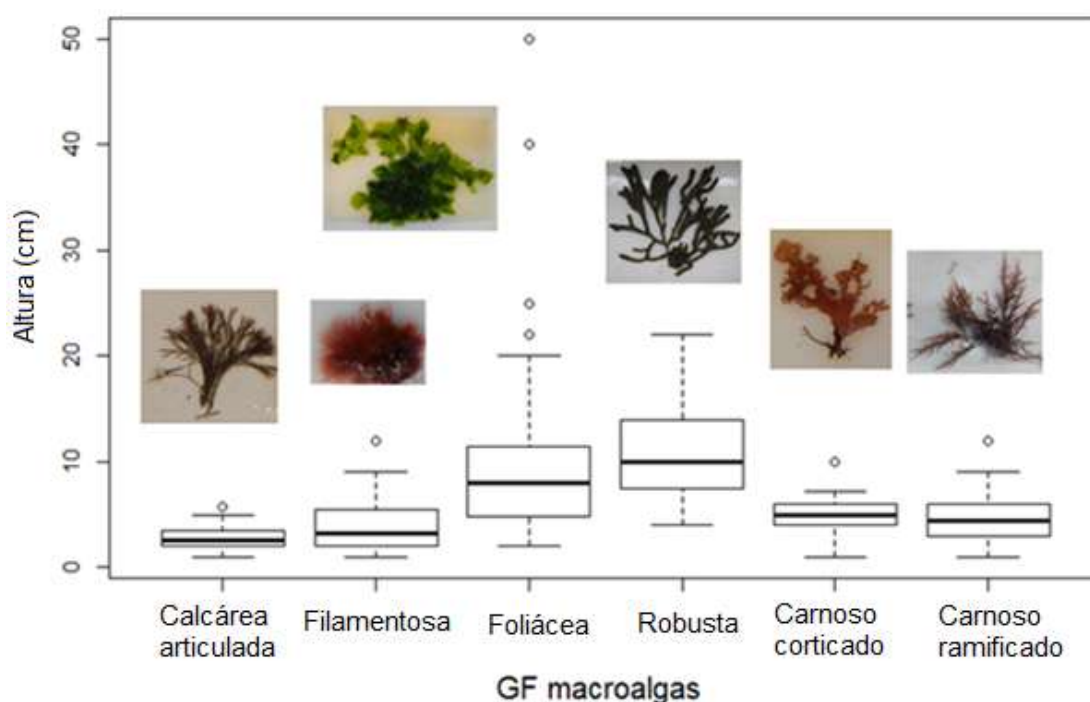 50
40
30
20
10
0
Altura (cm)
Calcárea
articulada
Filamentosa
Foliácea
Robusta
Carnoso
corticado
Carnoso
ramificado
GF macroalgas